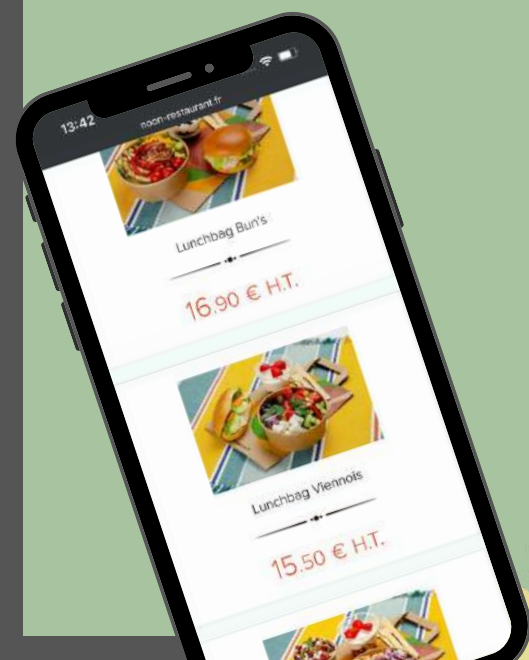 13:42
noon-restaurant.fr
Lunchbag Bun's
16.90 € H.T.
Lunchbag Viennois
15.50 € H.T.